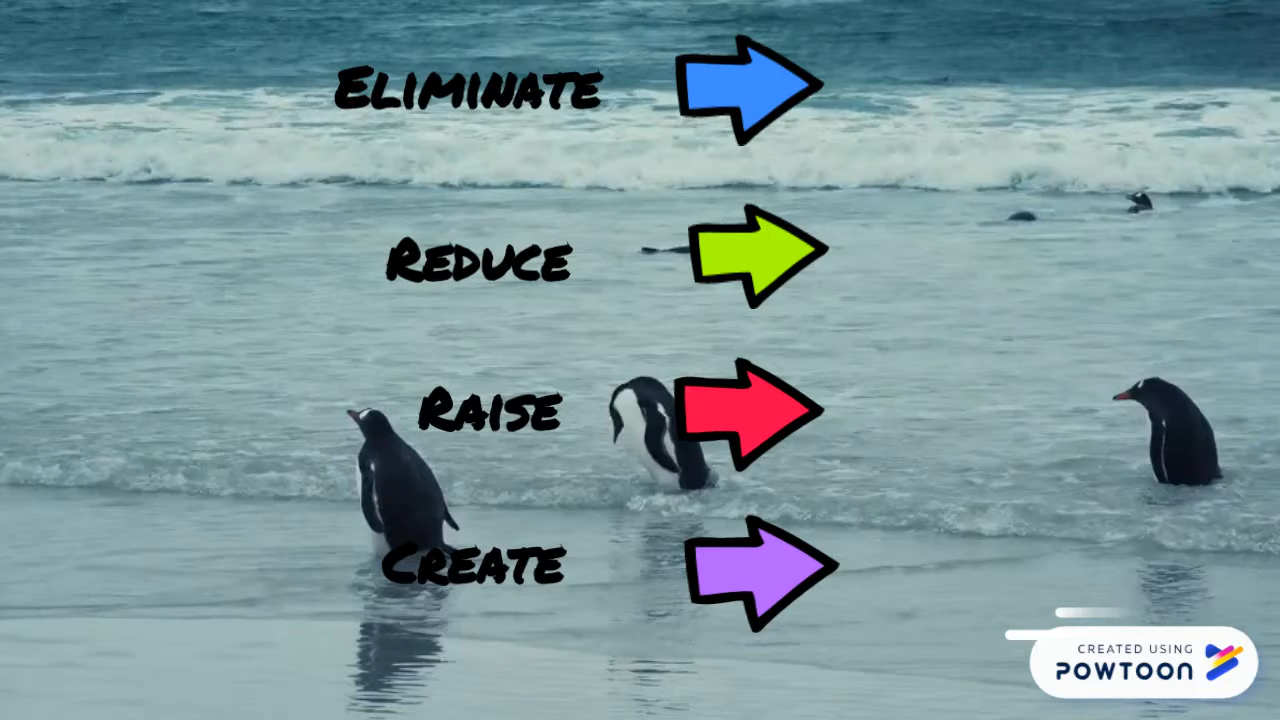 Eliminate
Reduce
Raise
Create
CREATED USING
POWTOON